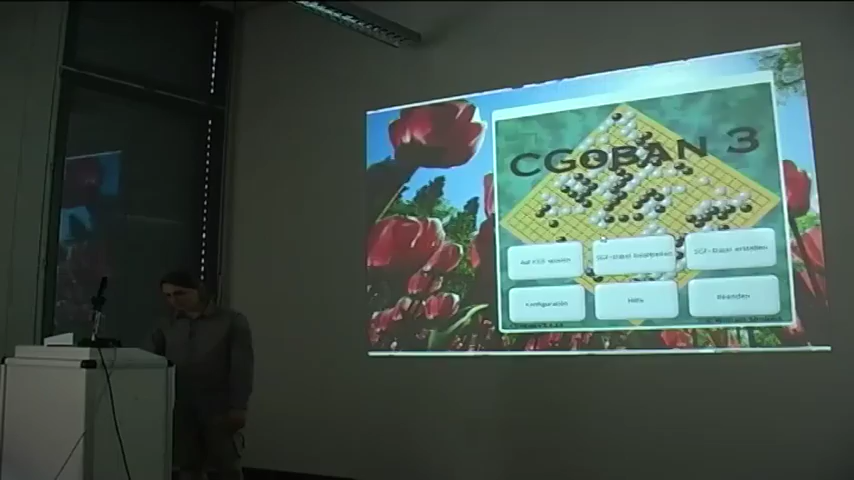 CGOBAN 3
Auf KGS spielen
SGF-Datei bearbeiten
SGF-Datei erstellen
Konfiguration
Hilfe
Beenden